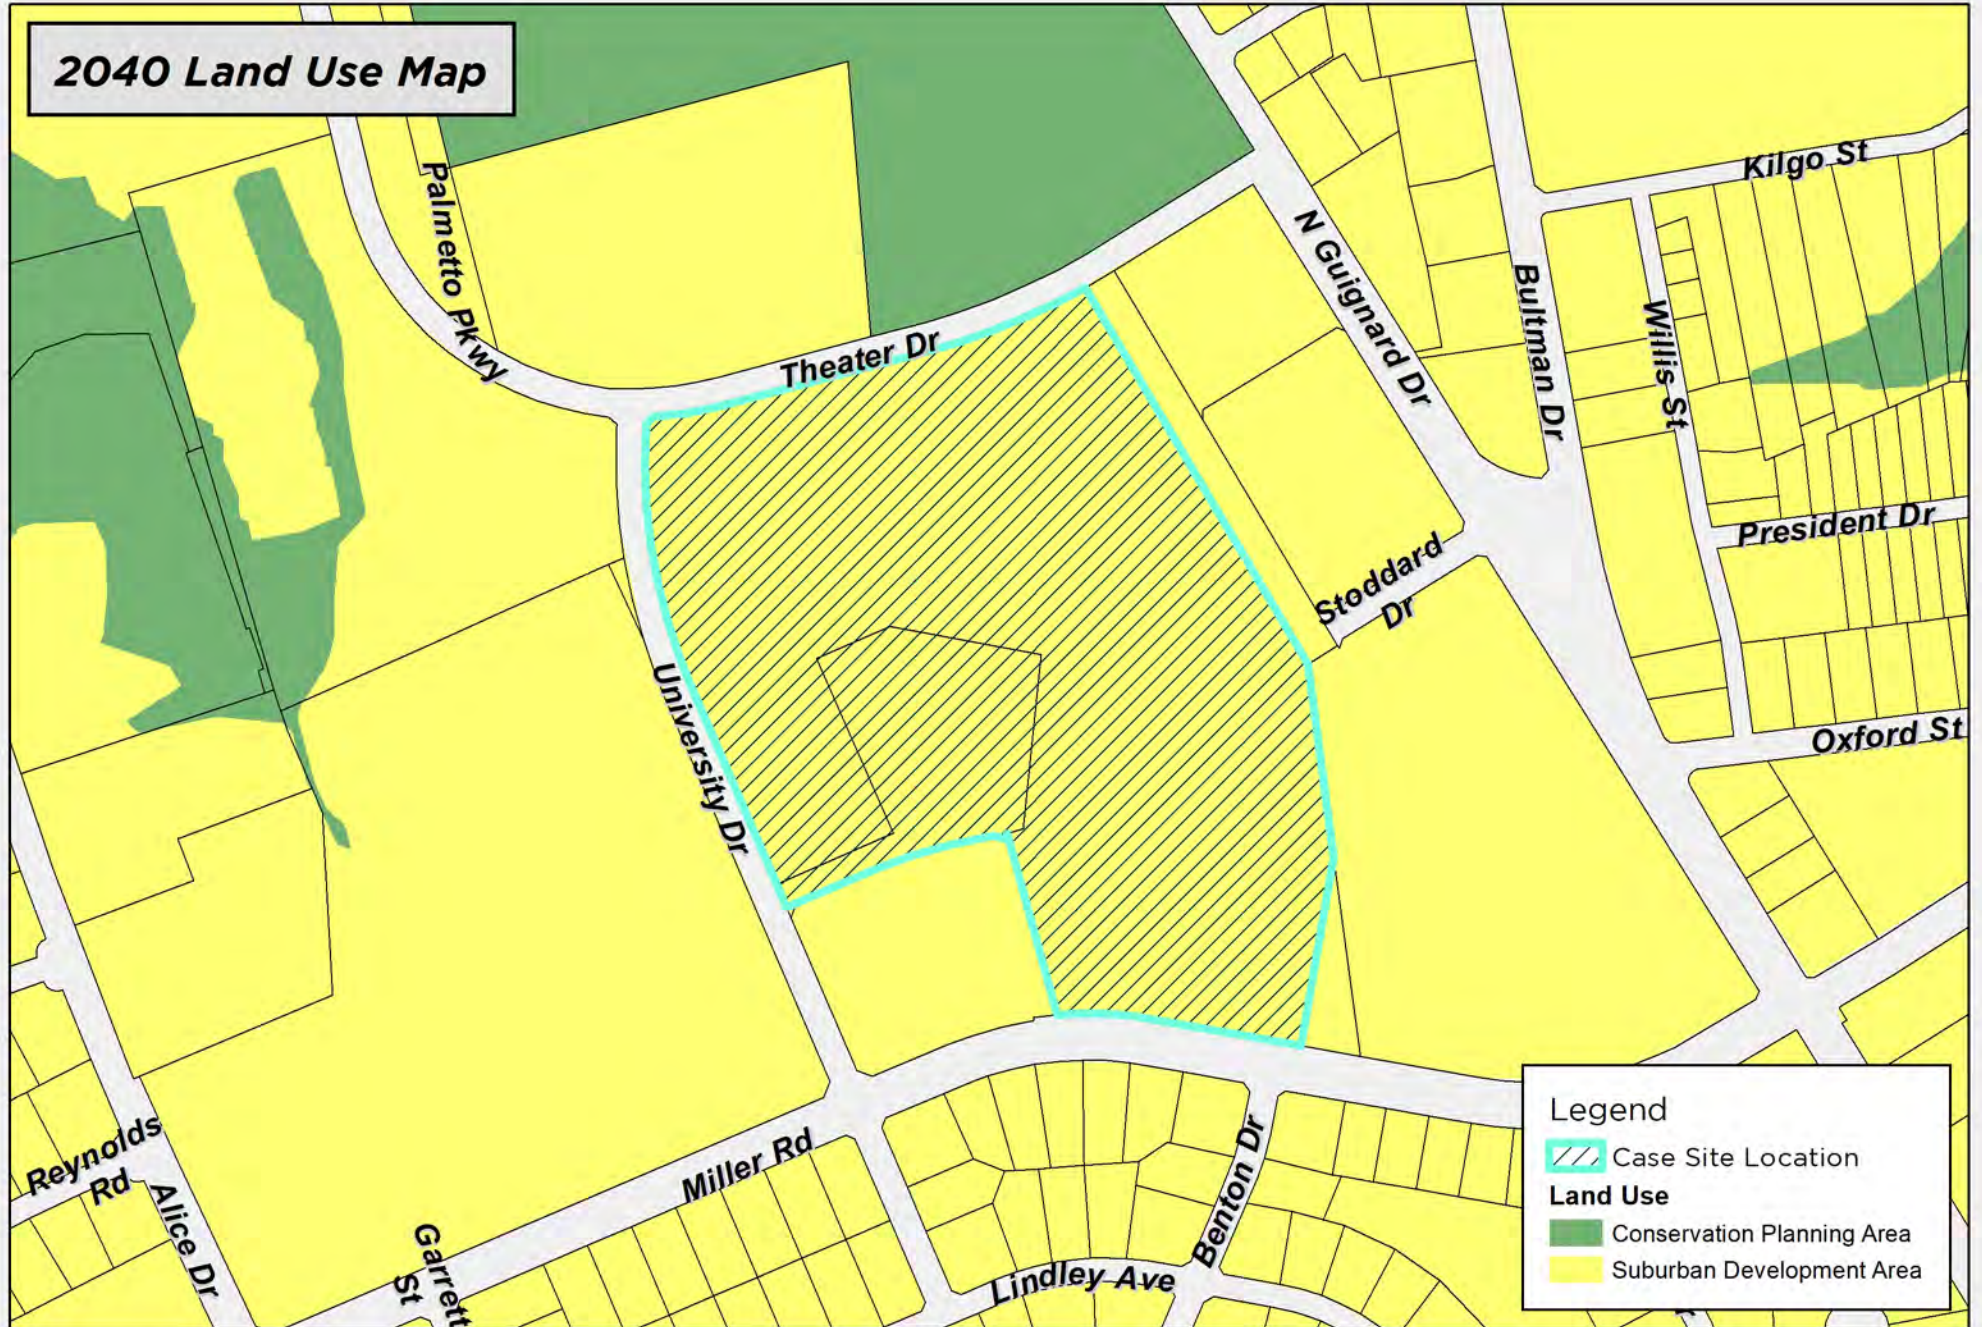 2040 Land Use Map
Palmetto Pkwy
Kilgo St
N Guignard Dr
Bultman Dr
Willis St
Theater Dr
President Dr
Stoddard
Dr
University Dr
Oxford St
Reynolds
Rd
Alice Dr
Miller Rd
Garrett
St
Benton Dr
Lindley Ave
Legend
Case Site Location
Land Use
Conservation Planning Area
Suburban Development Area